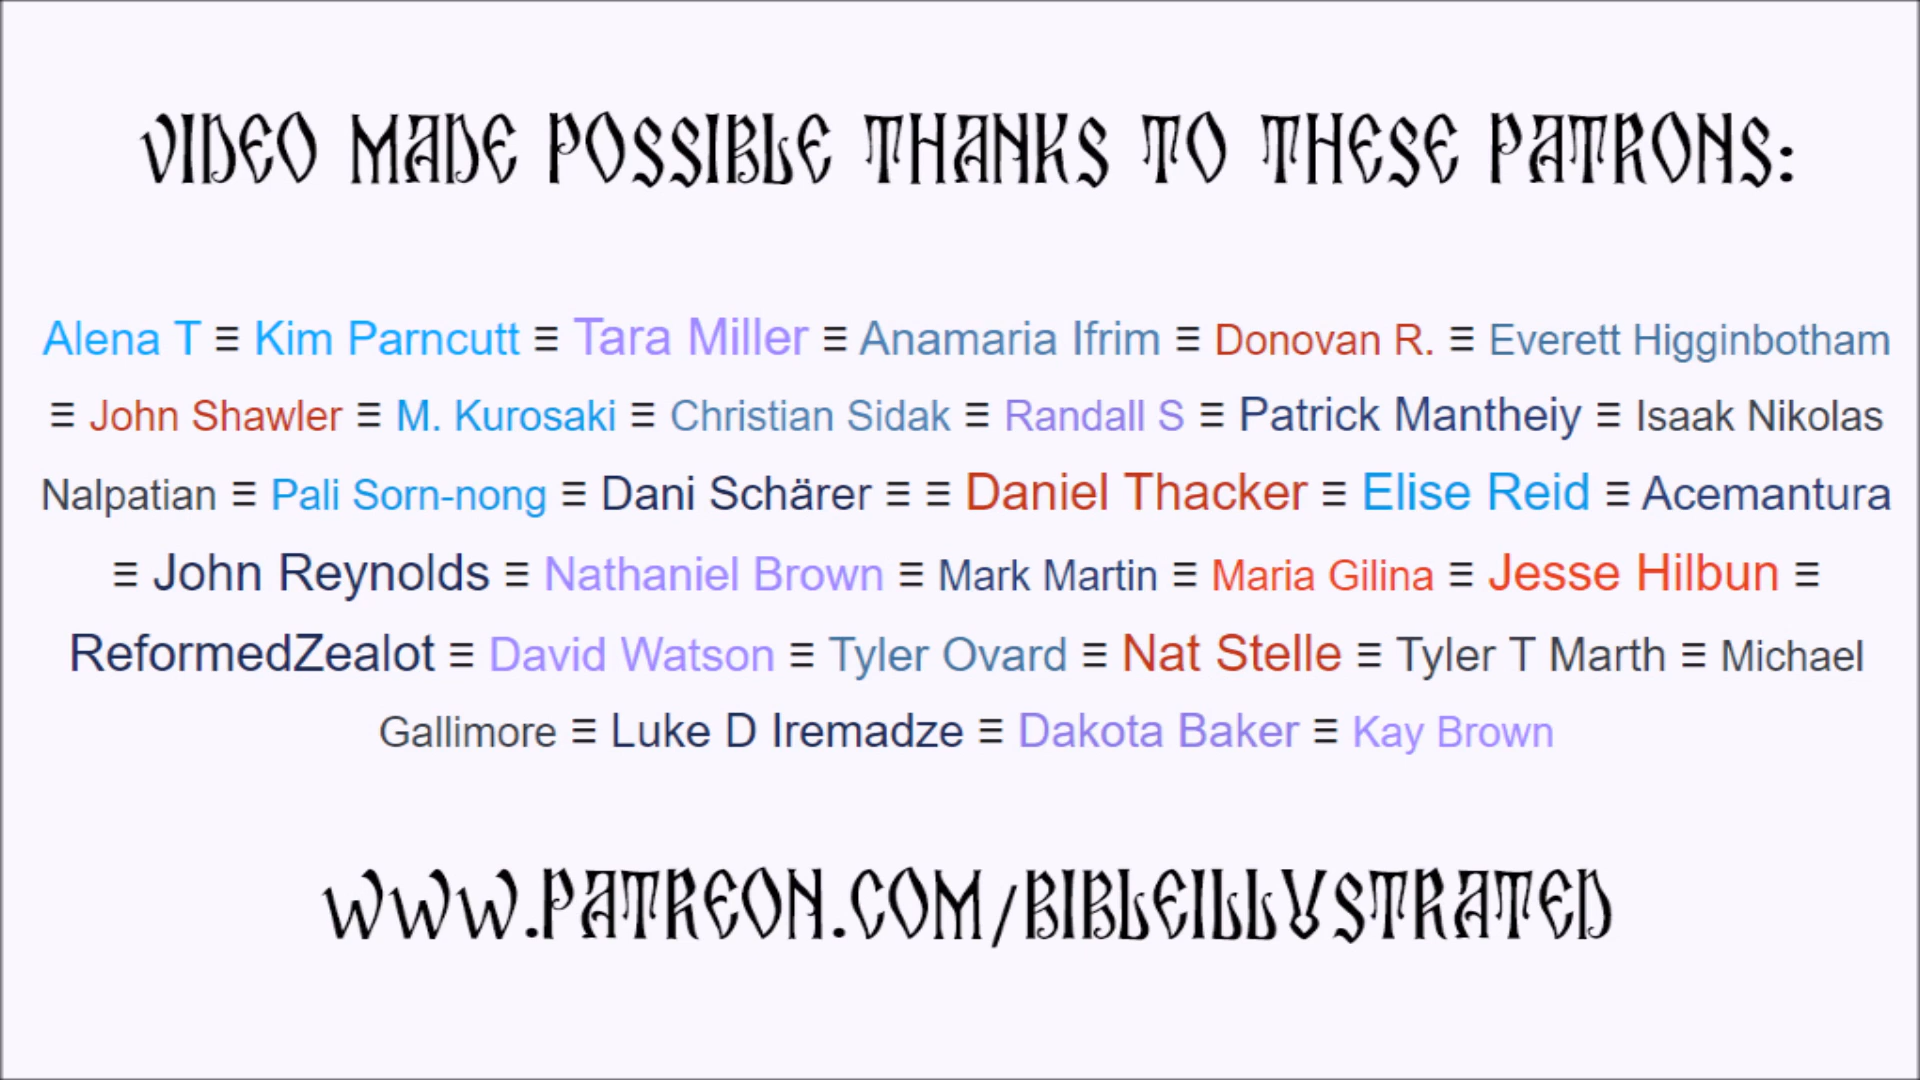 VIDEO MADE POSSIBLE THANKS TO THESE PATRONS:
Alena T ≡ Kim Parncutt ≡ Tara Miller ≡ Anamaria Ifrim ≡ Donovan R. ≡ Everett Higginbotham
≡ John Shawler ≡ M. Kurosaki ≡ Christian Sidak ≡ Randall S ≡ Patrick Mantheiy ≡ Isaak Nikolas
Nalpatian ≡ Pali Sorn-nong ≡ Dani Schärer ≡ ≡ Daniel Thacker ≡ Elise Reid ≡ Acemantura
≡ John Reynolds ≡ Nathaniel Brown ≡ Mark Martin ≡ Maria Gilina ≡ Jesse Hilbun ≡
ReformedZealot ≡ David Watson ≡ Tyler Ovard ≡ Nat Stelle ≡ Tyler T Marth ≡ Michael
Gallimore ≡ Luke D Iremadze ≡ Dakota Baker ≡ Kay Brown
WWW.PATREON.COM/BIBLEILLUSTRATED